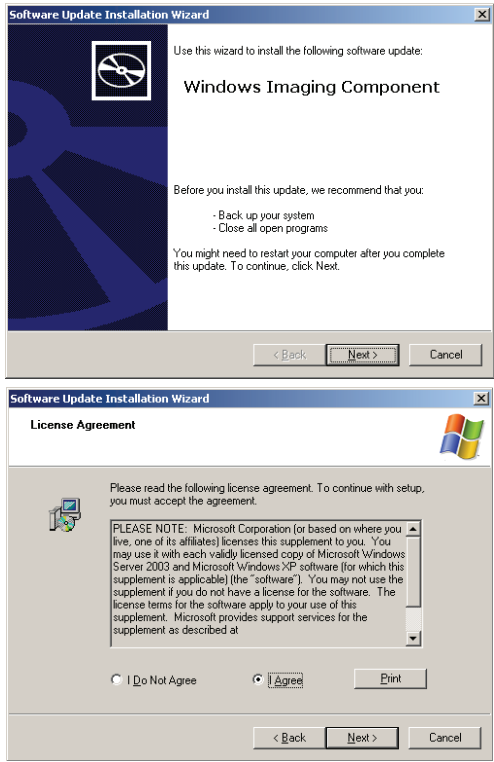 Software Update Installation Wizard
Use this wizard to install the following software update:
Windows Imaging Component
Before you install this update, we recommend that you:
- Back up your system
- Close all open programs
You might need to restart your computer after you complete
this update. To continue, click Next.
< Back
Next >
Cancel
Software Update Installation Wizard
License Agreement
Please read the following license agreement. To continue with setup,
you must accept the agreement.
PLEASE NOTE: Microsoft Corporation (or based on where you
live, one of its affiliates) licenses this supplement to you. You
may use it with each validly licensed copy of Microsoft Windows
Server 2003 and Microsoft Windows XP software (for which this
supplement is applicable) (the "software"). You may not use the
supplement if you do not have a license for the software. The
license terms for the software apply to your use of this
supplement. Microsoft provides support services for the
supplement as described at
I Do Not Agree
I Agree
Print
< Back
Next >
Cancel